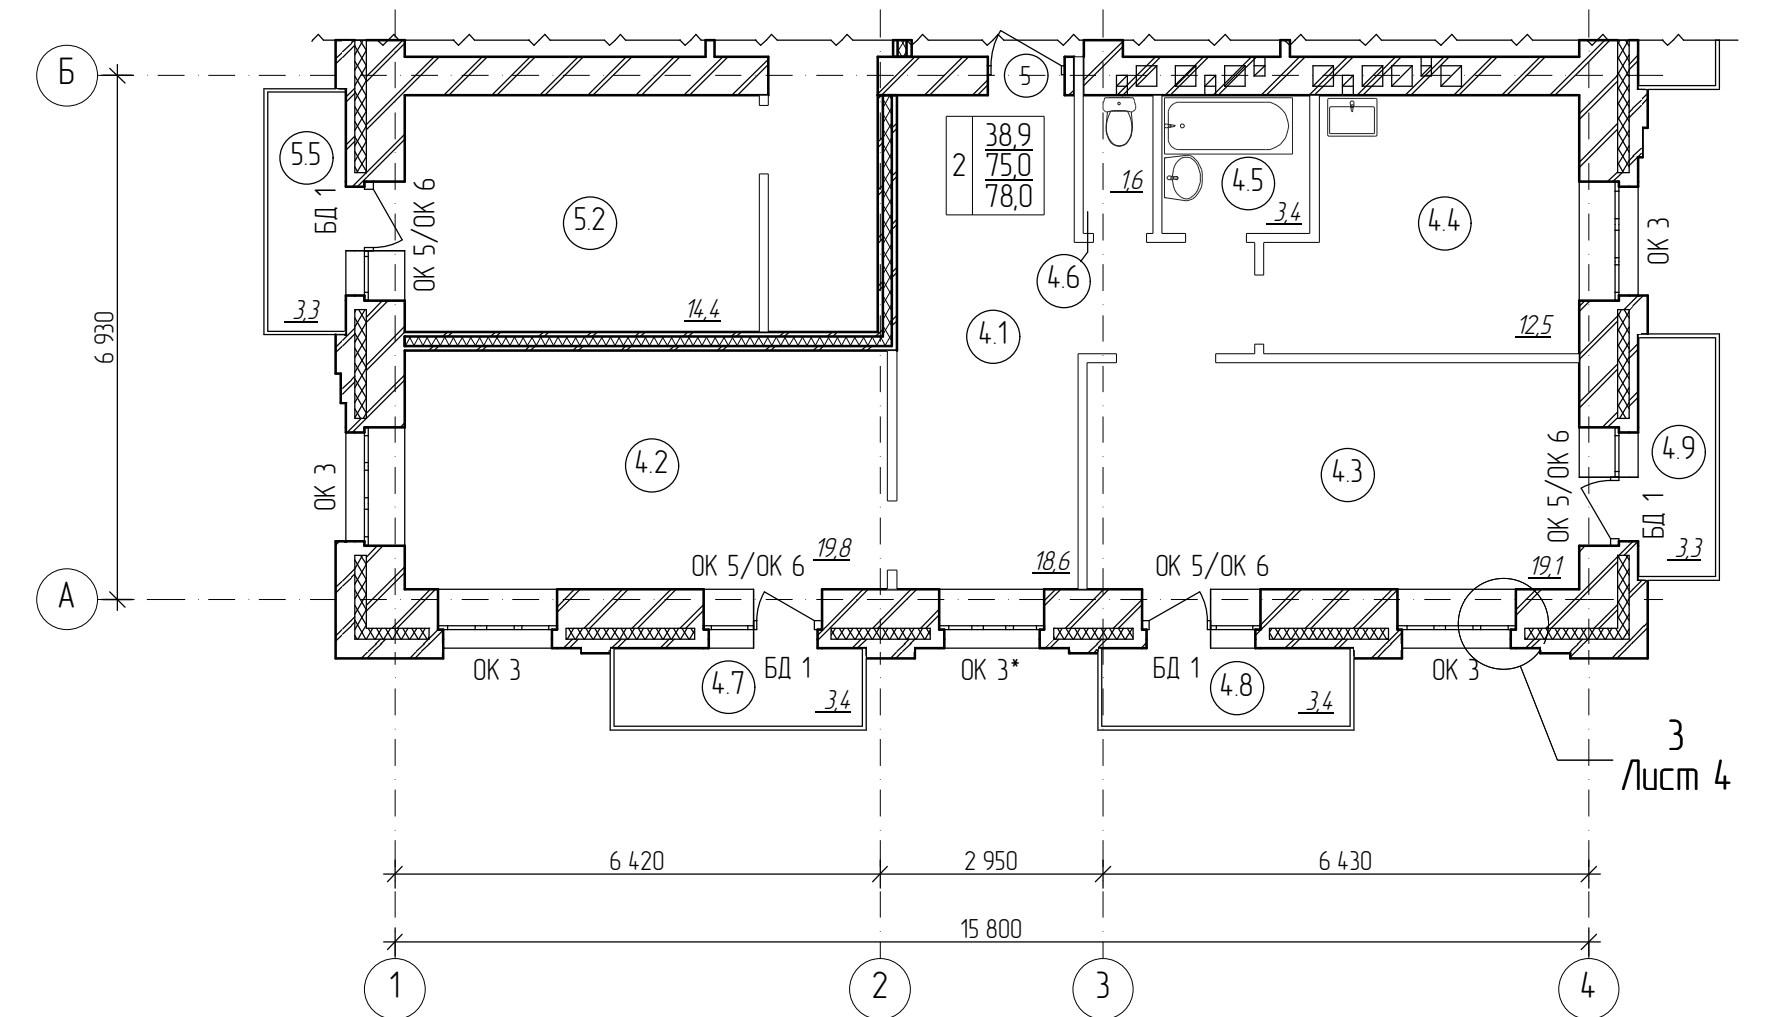 Б
5
5.5
БД 1
ОК 5/ОК 6
5.2
3,3
14,4
2
38,9
75,0
78,0
1,6
4.5
3,4
4.4
ОК 3
4.6
4.1
12,5
6 930
ОК 3
4.2
19,8
ОК 5/ОК 6
18,6
4.3
ОК 5/ОК 6
19,1
ОК 5/ОК 6
БД 1
4.9
3,3
А
ОК 3
4.7
БД 1
3,4
ОК 3*
БД 1
4.8
3,4
ОК 3
3
Лист 4
6 420
2 950
6 430
15 800
1
2
3
4